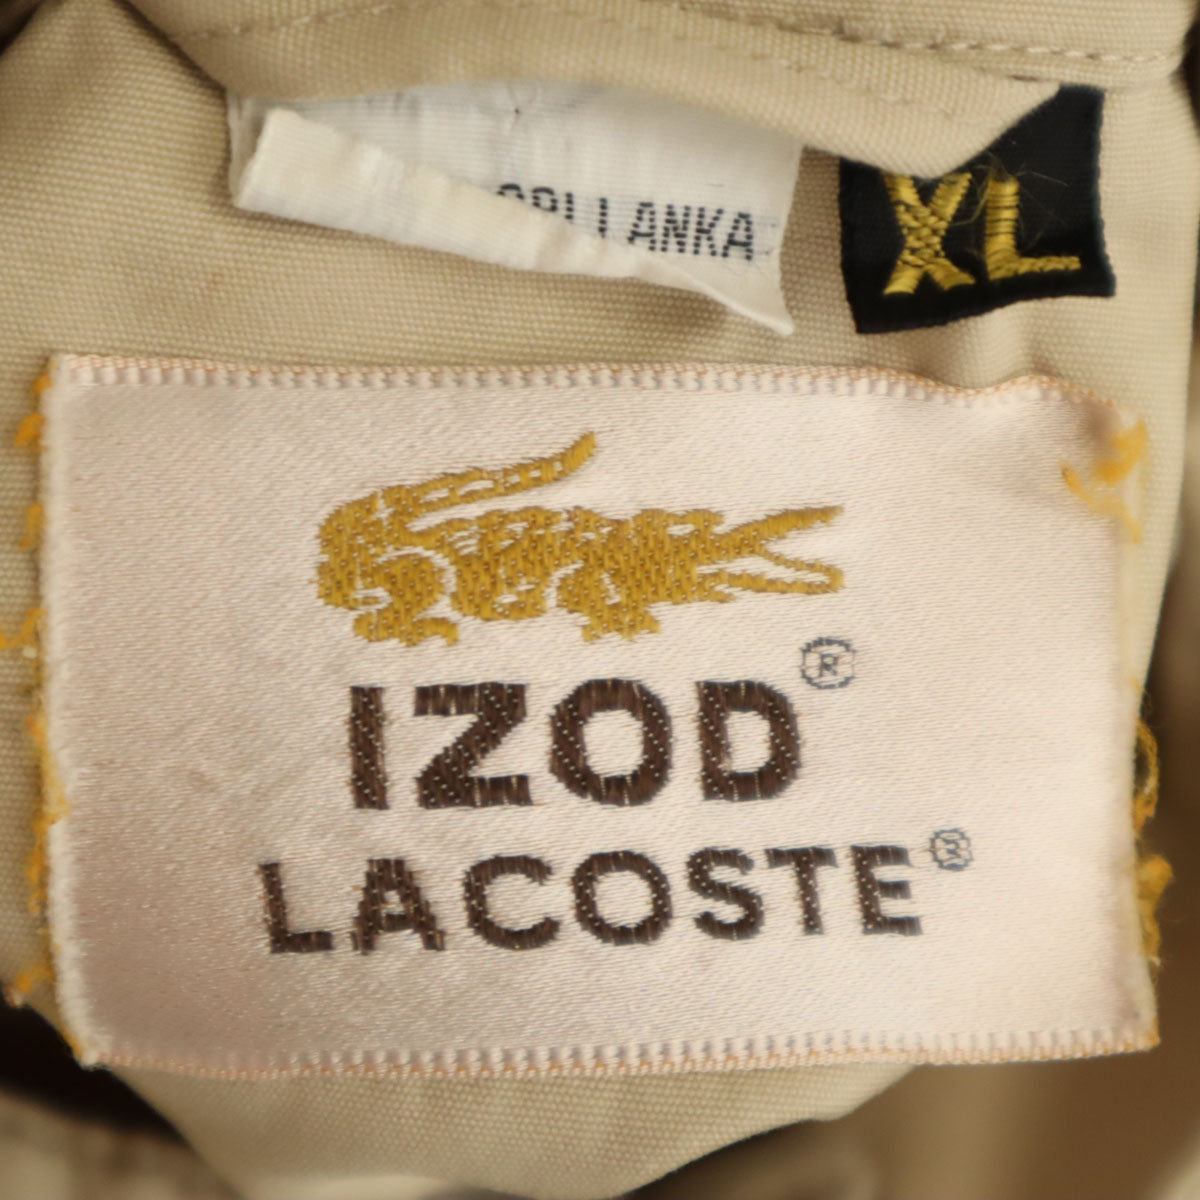 SRI LANKA
XL
IZOD®
LACOSTE®